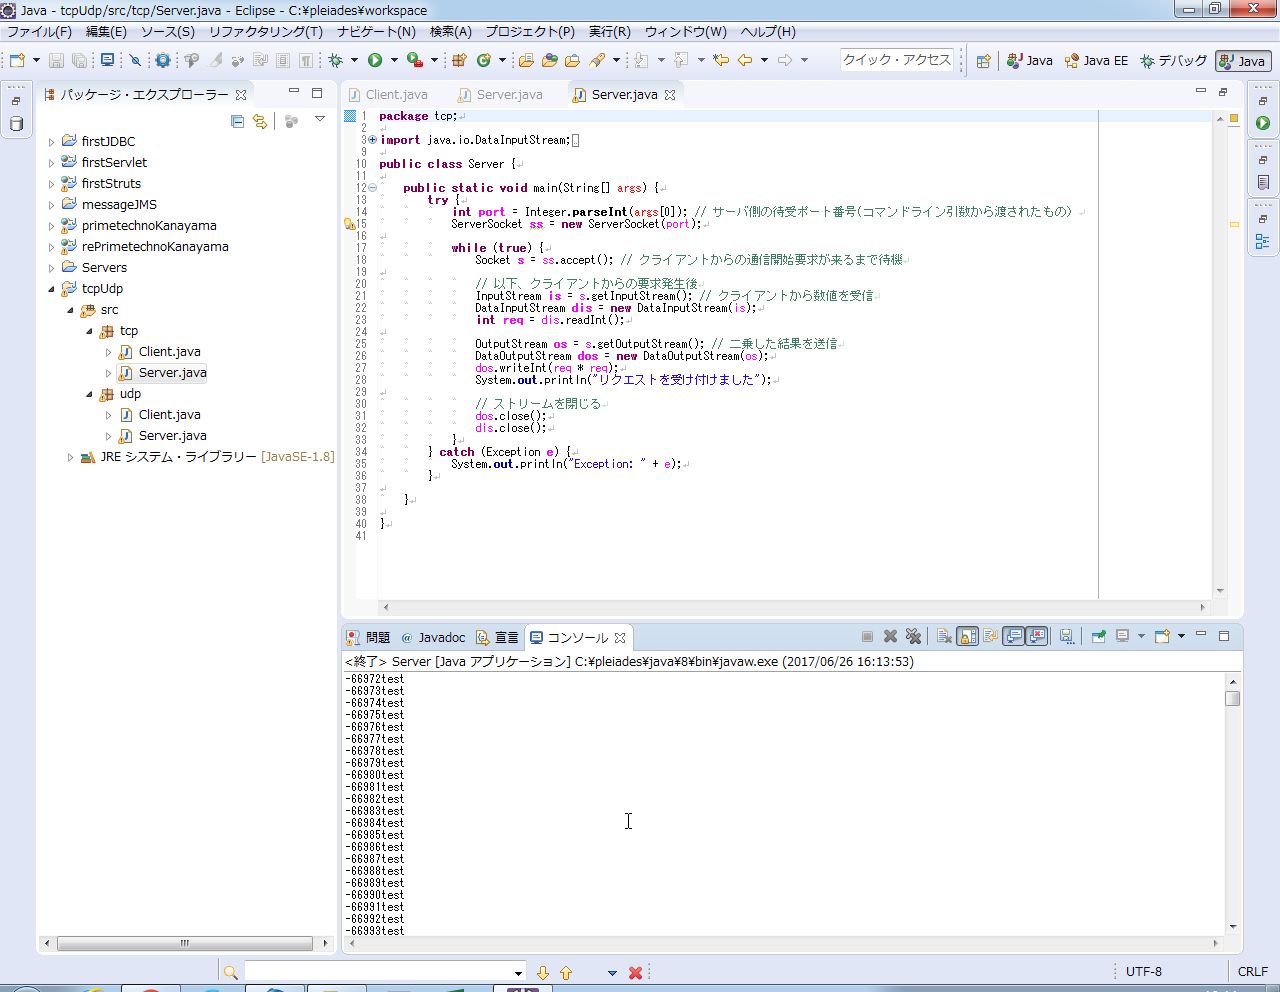 Java - tcpUdp/src/tcp/Server.java - Eclipse - C:¥pleiades¥workspace
ファイル(F) 編集(E) ソース(S) リファクタリング(T) ナビゲート(N) 検索(A) プロジェクト(P) 実行(R) ウィンドウ(W) ヘルプ(H)
クイック・アクセス Java Java EE デバッグ Java
パッケージ・エクスプローラー
firstJDBC
firstServlet
firstStruts
messageJMS
primetechnoKanayama
rePrimetechnoKanayama
Servers
tcpUdp
src
tcp
Client.java
Server.java
udp
Client.java
Server.java
JRE システム・ライブラリー [JavaSE-1.8]
Client.java Server.java Server.java
1 package tcp;
2
3 import java.io.DataInputStream;
9
10 public class Server {
11
12 public static void main(String[] args) {
13 try {
14 int port = Integer.parseInt(args[0]); // サーバ側の待受ポート番号(コマンドライン引数から渡されたもの)
15 ServerSocket ss = new ServerSocket(port);
16
17 while (true) {
18 Socket s = ss.accept(); // クライアントからの通信開始要求が来るまで待機
19
20 // 以下、クライアントからの要求発生後
21 InputStream is = s.getInputStream(); // クライアントから数値を受信
22 DataInputStream dis = new DataInputStream(is);
23 int req = dis.readInt();
24
25 OutputStream os = s.getOutputStream(); // 二乗した結果を送信
26 DataOutputStream dos = new DataOutputStream(os);
27 dos.writeInt(req * req);
28 System.out.println("リクエストを受け付けました");
29
30 // ストリームを閉じる
31 dos.close();
32 dis.close();
33 }
34 } catch (Exception e) {
35 System.out.println("Exception: " + e);
36 }
37
38 }
39
40 }
41
問題 @ Javadoc 宣言 コンソール
<終了> Server [Java アプリケーション] C:¥pleiades¥java¥8¥bin¥javaw.exe (2017/06/26 16:13:53)
-66972test
-66973test
-66974test
-66975test
-66976test
-66977test
-66978test
-66979test
-66980test
-66981test
-66982test
-66983test
-66984test
-66985test
-66986test
-66987test
-66988test
-66989test
-66990test
-66991test
-66992test
-66993test
UTF-8 CRLF